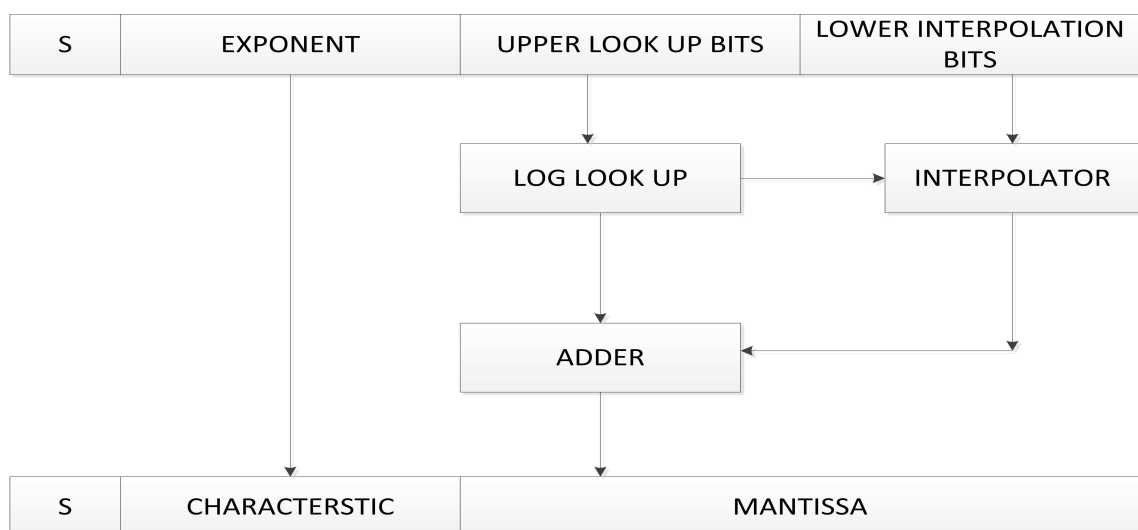 S
EXPONENT
UPPER LOOK UP BITS
LOWER INTERPOLATION
BITS
LOG LOOK UP
INTERPOLATOR
ADDER
S
CHARACTERSTIC
MANTISSA